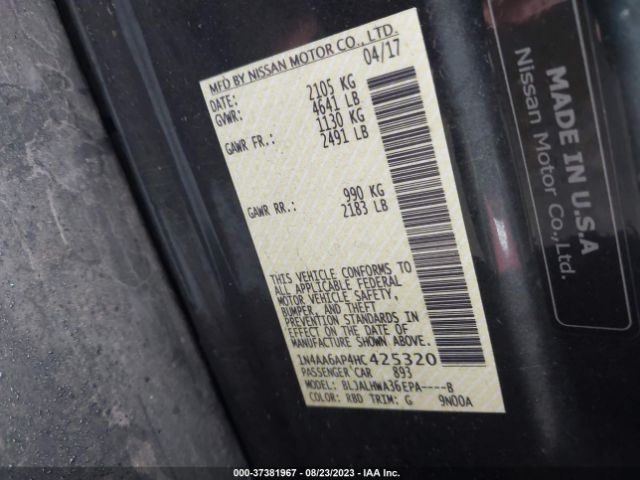 MFD BY NISSAN MOTOR CO., LTD.
DATE: 04/17
GVWR: 2105 KG
4641 LB
GAWR FR.: 1130 KG
2491 LB
GAWR RR.: 990 KG
2183 LB
THIS VEHICLE CONFORMS TO
ALL APPLICABLE FEDERAL
MOTOR VEHICLE SAFETY,
BUMPER, AND THEFT
PREVENTION STANDARDS IN
EFFECT ON THE DATE OF
MANUFACTURE SHOWN ABOVE.
1N4AA6AP4HC425320
PASSENGER CAR 893
MODEL: BLJALHWA36EPA----B
COLOR: RBD TRIM: G 9N00A
MADE IN U.S.A
Nissan Motor Co.,Ltd.
000-37381967 - 08/23/2023 - IAA Inc.